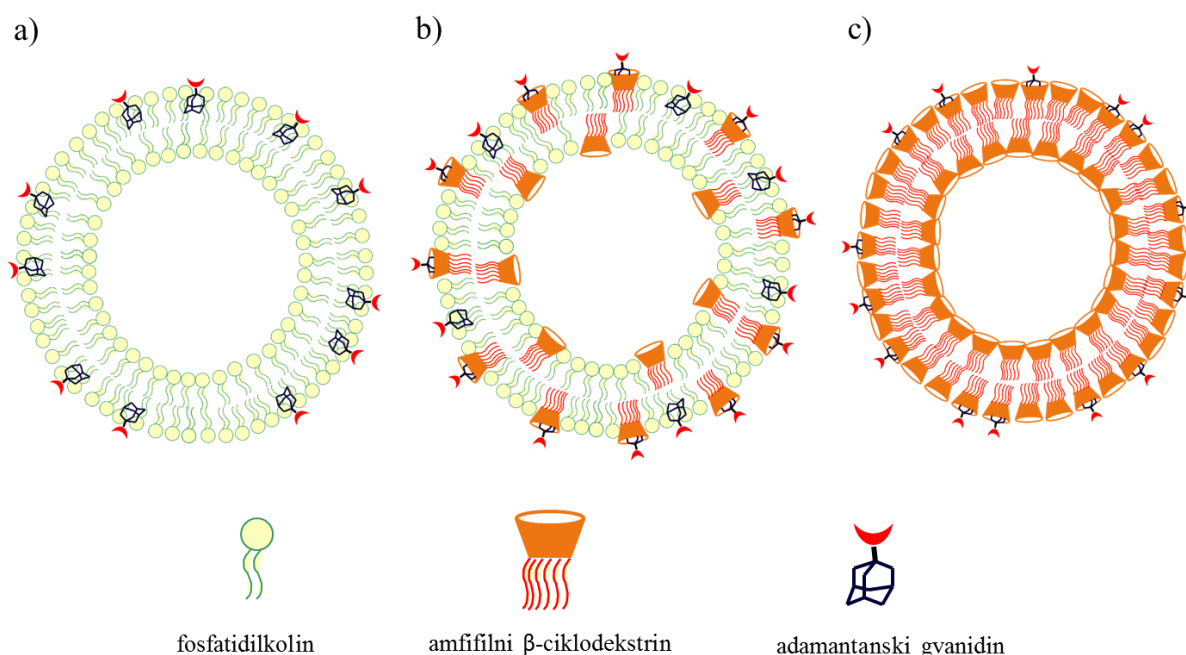 a)
b)
c)
fosfatidilkolin
amfifilni β-ciklodekstrin
adamantanski gvanidin